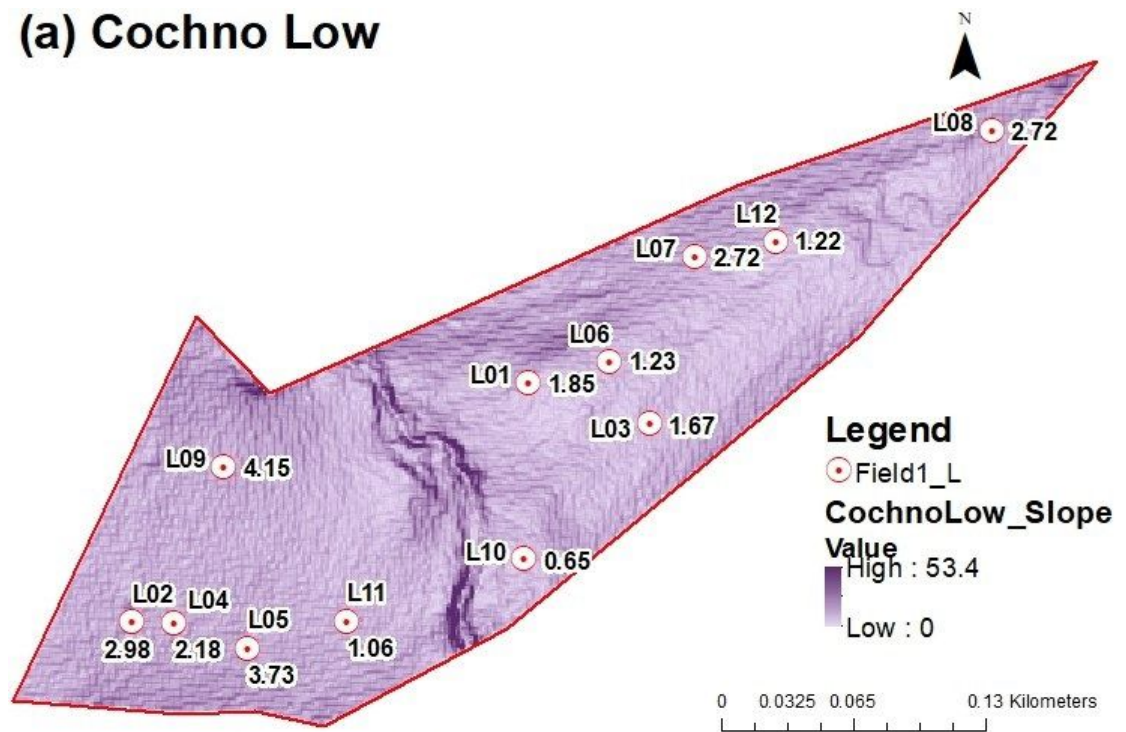 (a) Cochno Low
N
L08 2.72
L12
L07 2.72 1.22
L06
L01 1.85 1.23
L03 1.67
L09 4.15
L10 0.65
L02 L04 L05 L11
2.98 2.18 3.73 1.06
Legend
Field1_L
CochnoLow_Slope
Value
High : 53.4
Low : 0
0 0.0325 0.065 0.13 Kilometers